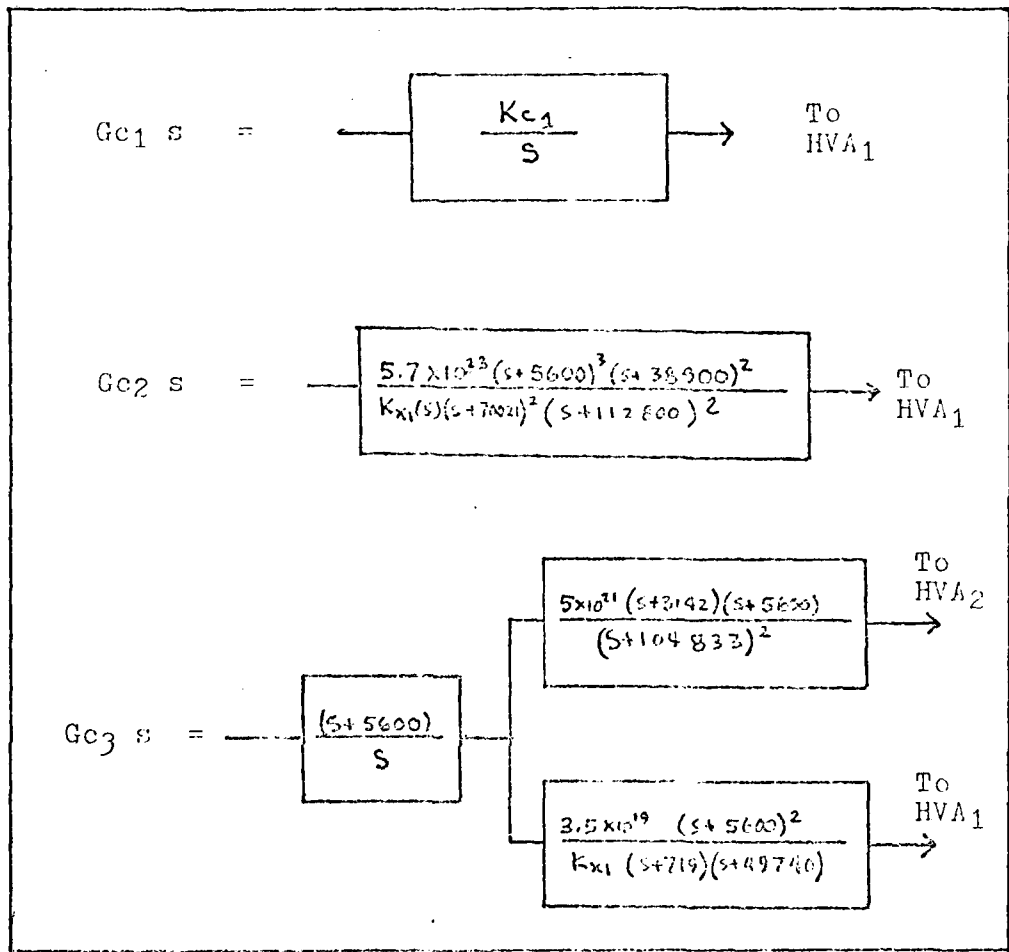 Gc1 s = Kc1 / S To HVA1
Gc2 s = 5.7 x 10^23 (s+5600)^3 (s+38900)^2 / Kx1(s)(s+70021)^2 (s+112800)^2 To HVA1
To HVA2
5x10^21 (s+3142)(s+5600) / (s+104833)^2
Gc3 s = (s+5600) / S
To HVA1
3.5x10^19 (s+5600)^2 / Kx1 (s+719)(s+49740)